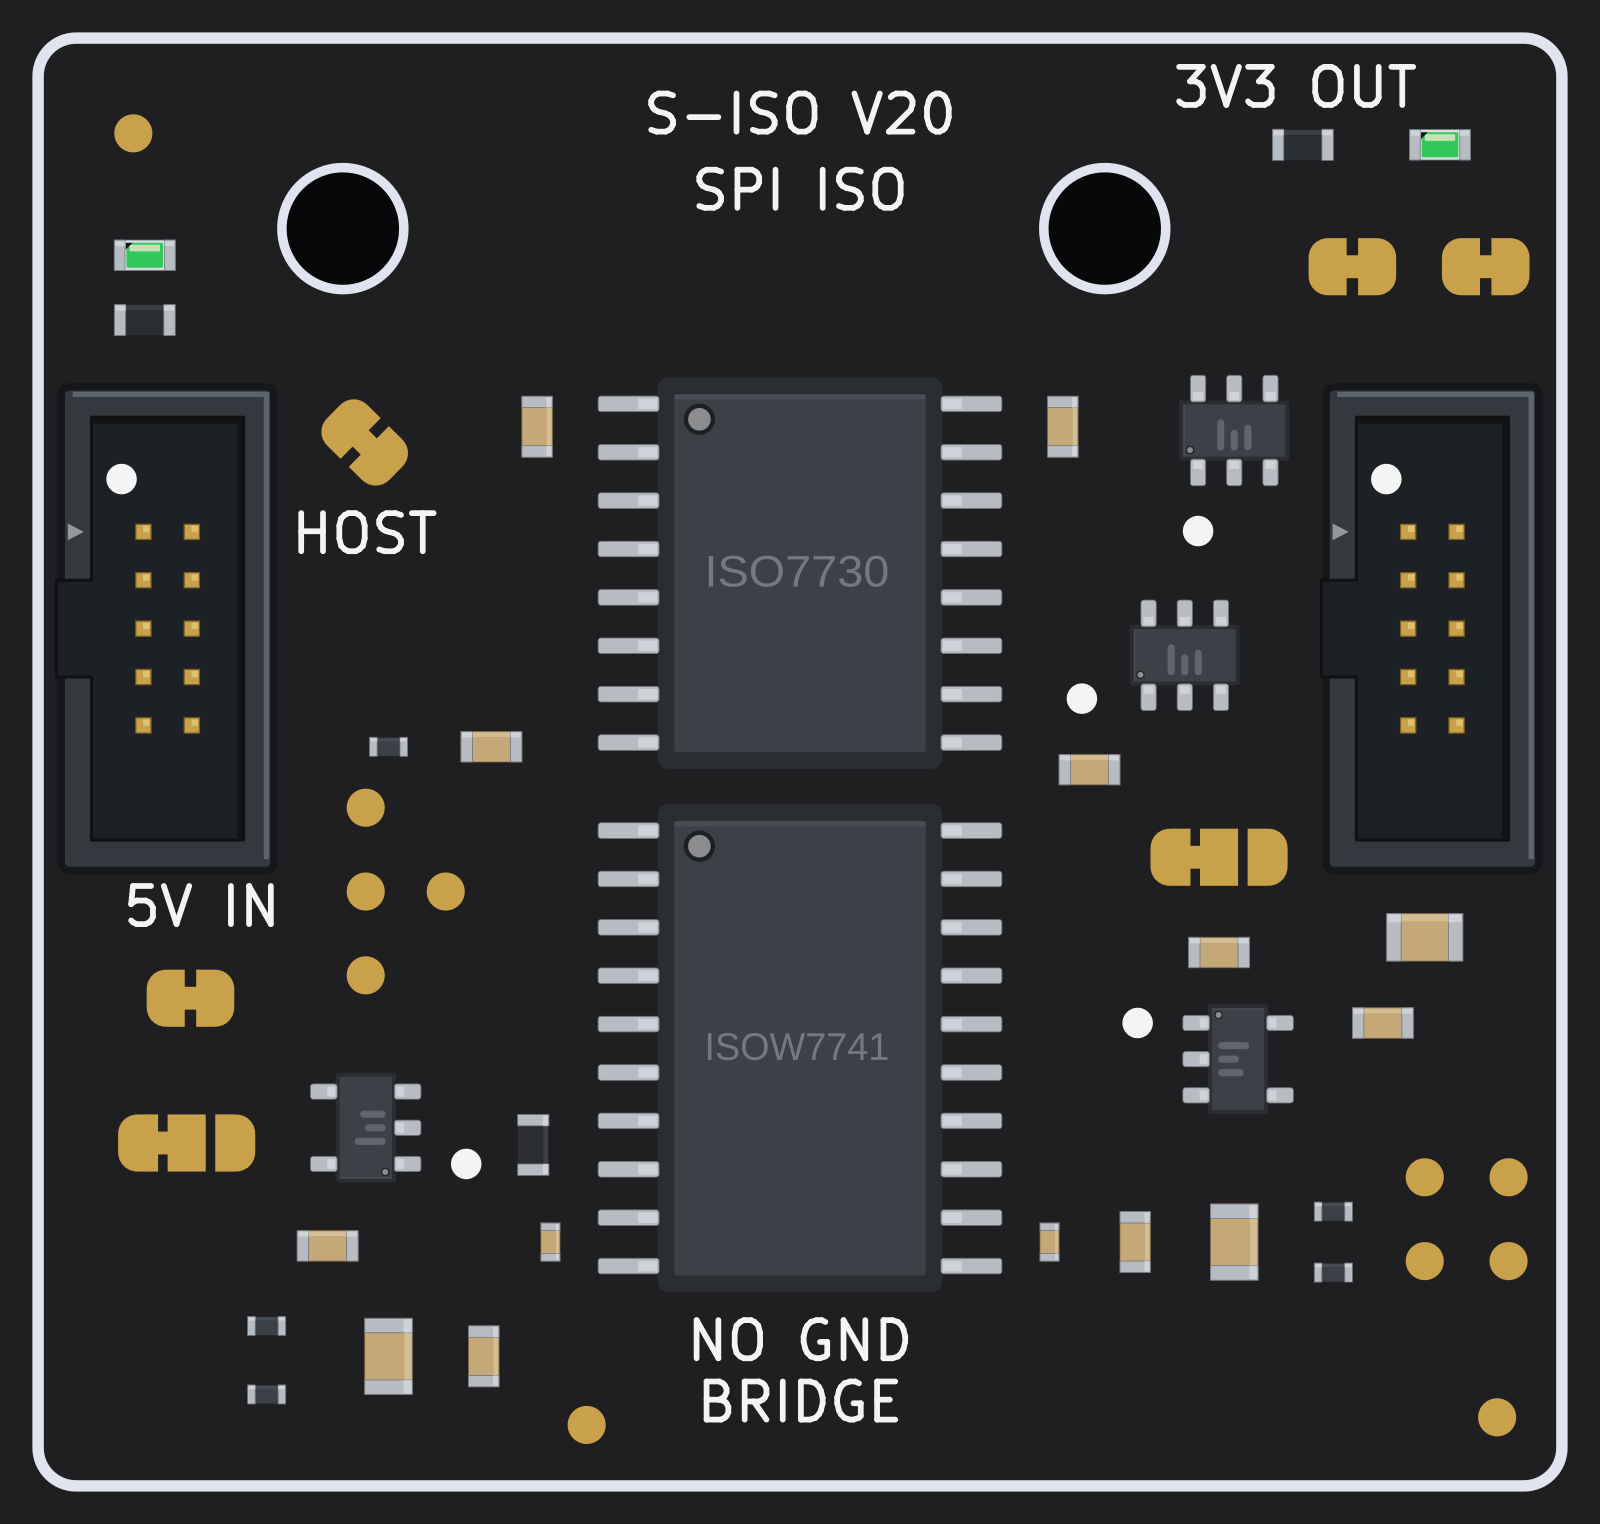 3V3 OUT
S-ISO V20
SPI ISO
HOST
ISO7730
5V IN
ISOW7741
NO GND
BRIDGE